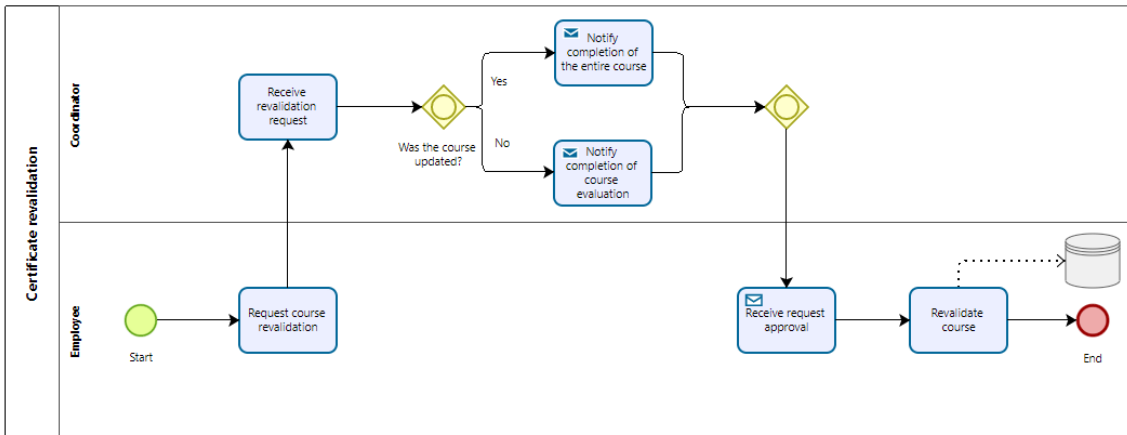 Certificate revalidation
Coordinator
Receive
revalidation
request
Was the course
updated?
Yes
No
Notify
completion of
the entire course
Notify
completion of
course
evaluation
Employee
Start
Request course
revalidation
Receive request
approval
Revalidate
course
End